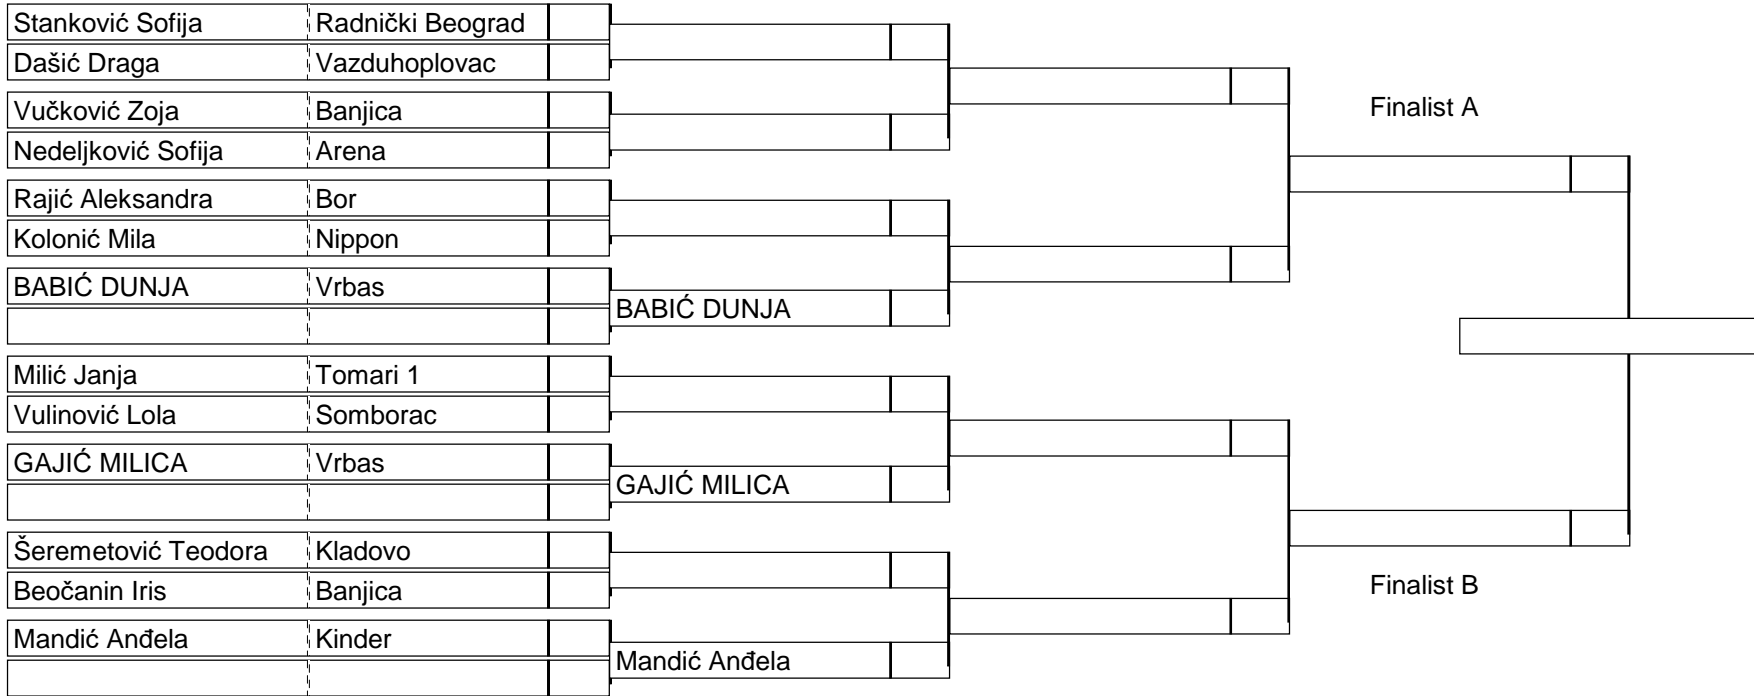 Stanković Sofija Radnički Beograd
Dašić Draga Vazduhoplovac
Vučković Zoja Banjica
Nedeljković Sofija Arena
Rajić Aleksandra Bor
Kolonić Mila Nippon
BABIĆ DUNJA Vrbas
BABIĆ DUNJA
Milić Janja Tomari 1
Vulinović Lola Somborac
GAJIĆ MILICA Vrbas
GAJIĆ MILICA
Šeremetović Teodora Kladovo
Beočanin Iris Banjica
Mandić Anđela Kinder
Mandić Anđela
Finalist A
Finalist B